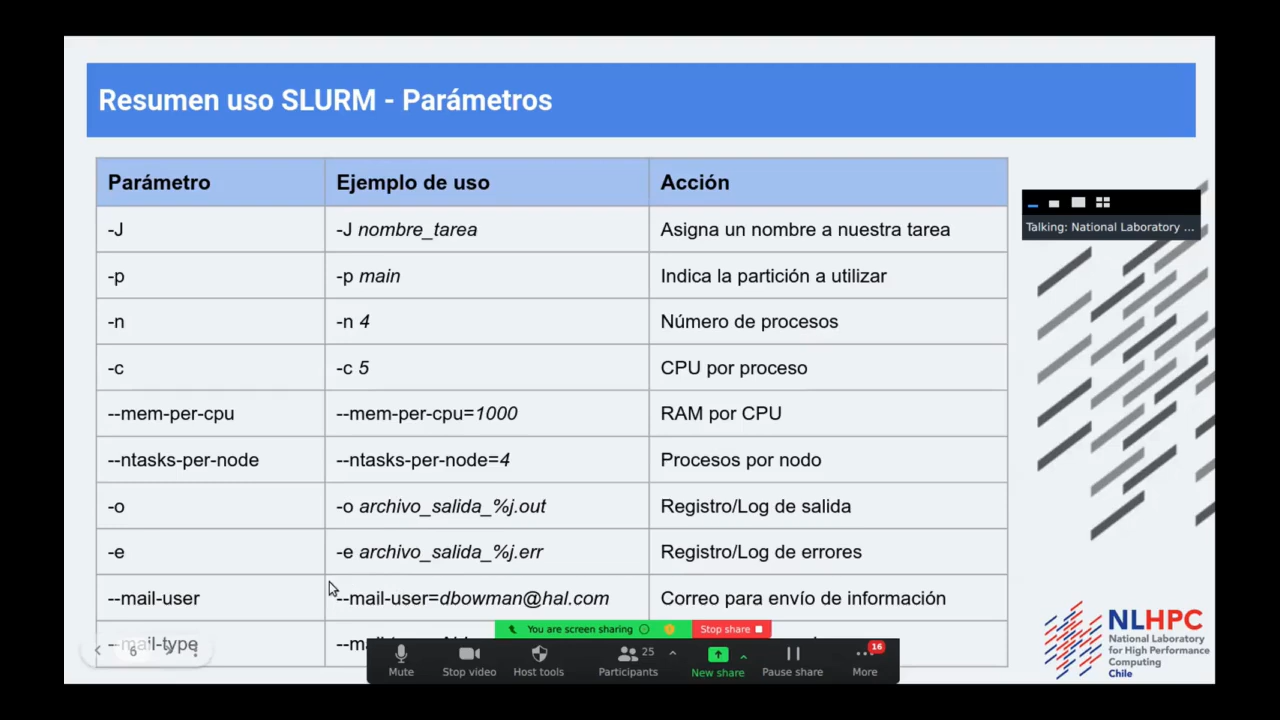 Resumen uso SLURM - Parámetros
Parámetro Ejemplo de uso Acción
-J -J nombre_tarea Asigna un nombre a nuestra tarea
-p -p main Indica la partición a utilizar
-n -n 4 Número de procesos
-c -c 5 CPU por proceso
--mem-per-cpu --mem-per-cpu=1000 RAM por CPU
--ntasks-per-node --ntasks-per-node=4 Procesos por nodo
-o -o archivo_salida_%j.out Registro/Log de salida
-e -e archivo_salida_%j.err Registro/Log de errores
--mail-user --mail-user=dbowman@hal.com Correo para envío de información
--mail-type
6
Talking: National Laboratory ...
You are screen sharing Stop share
Mute Stop video Host tools Participants 25 New share Pause share More 16
NLHPC
National Laboratory
for High Performance
Computing
Chile